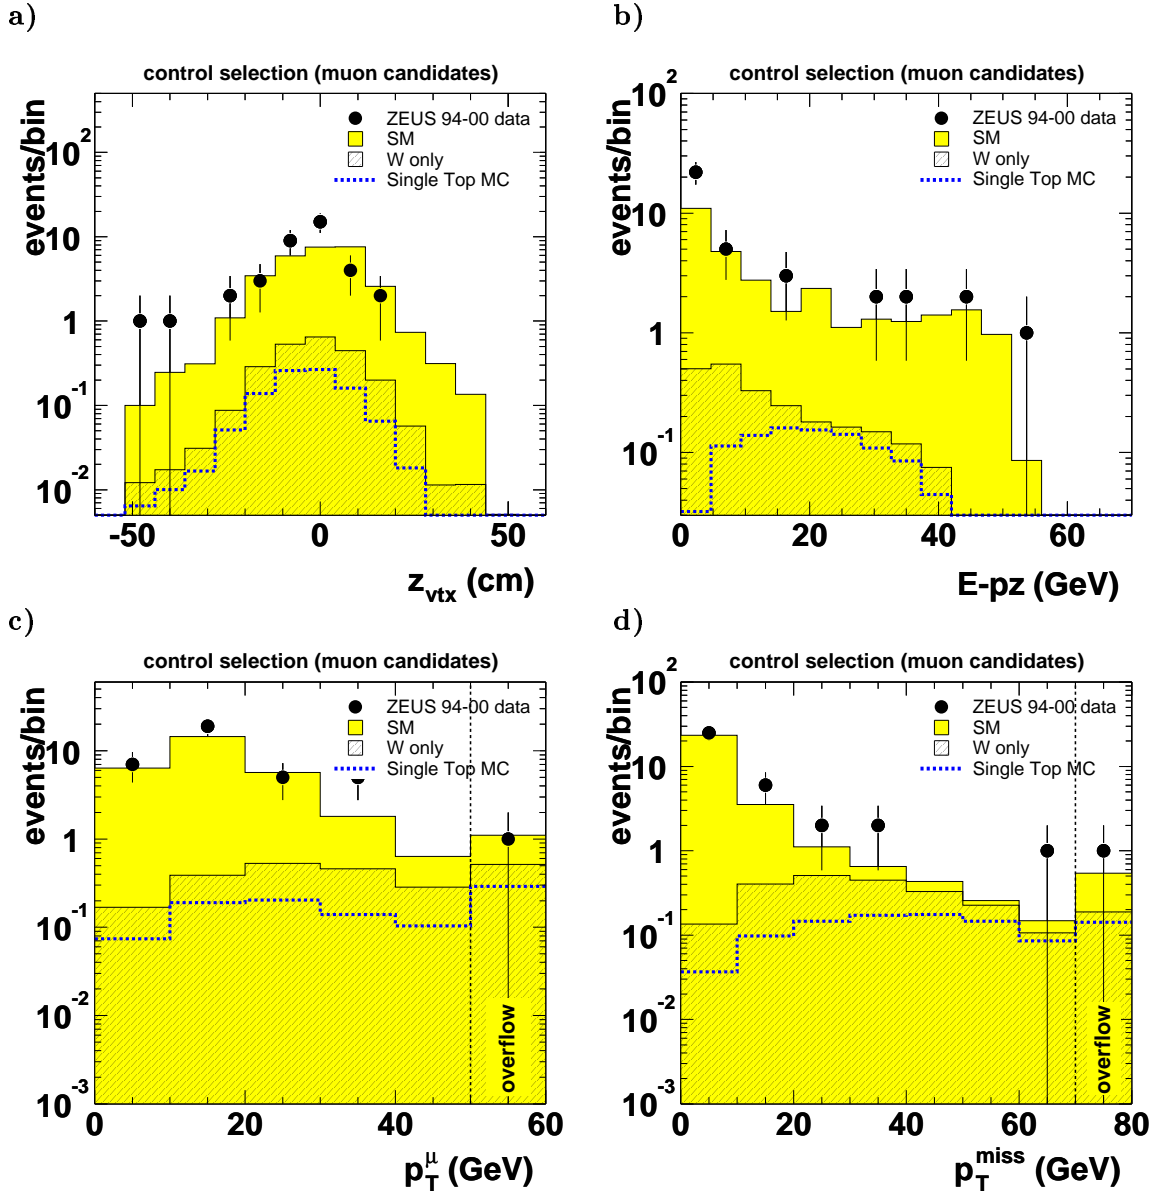 a)
control selection (muon candidates)
events/bin
10^2
10
1
10^-1
10^-2
ZEUS 94-00 data
SM
W only
Single Top MC
-50 0 50
z_vtx (cm)
b)
control selection (muon candidates)
events/bin
10^2
10
1
10^-1
ZEUS 94-00 data
SM
W only
Single Top MC
0 20 40 60
E-pz (GeV)
c)
control selection (muon candidates)
events/bin
10
1
10^-1
10^-2
10^-3
ZEUS 94-00 data
SM
W only
Single Top MC
overflow
0 20 40 60
p_T^μ (GeV)
d)
control selection (muon candidates)
events/bin
10^2
10
1
10^-1
10^-2
10^-3
ZEUS 94-00 data
SM
W only
Single Top MC
overflow
0 20 40 60 80
p_T^miss (GeV)